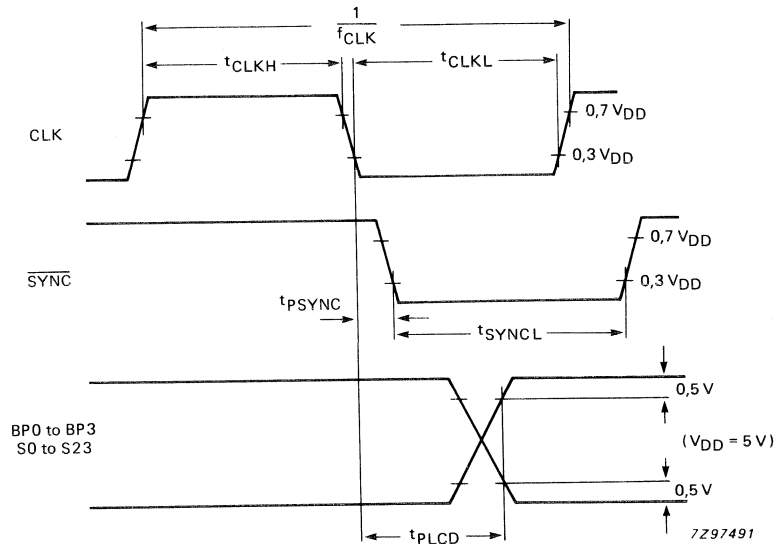 1
fCLK
tCLKH
tCLKL
CLK
0,7 VDD
0,3 VDD
SYNC
0,7 VDD
0,3 VDD
tPSYNC
tSYNCL
BP0 to BP3
S0 to S23
0,5 V
(VDD = 5 V)
0,5 V
tPLCD
7Z97491